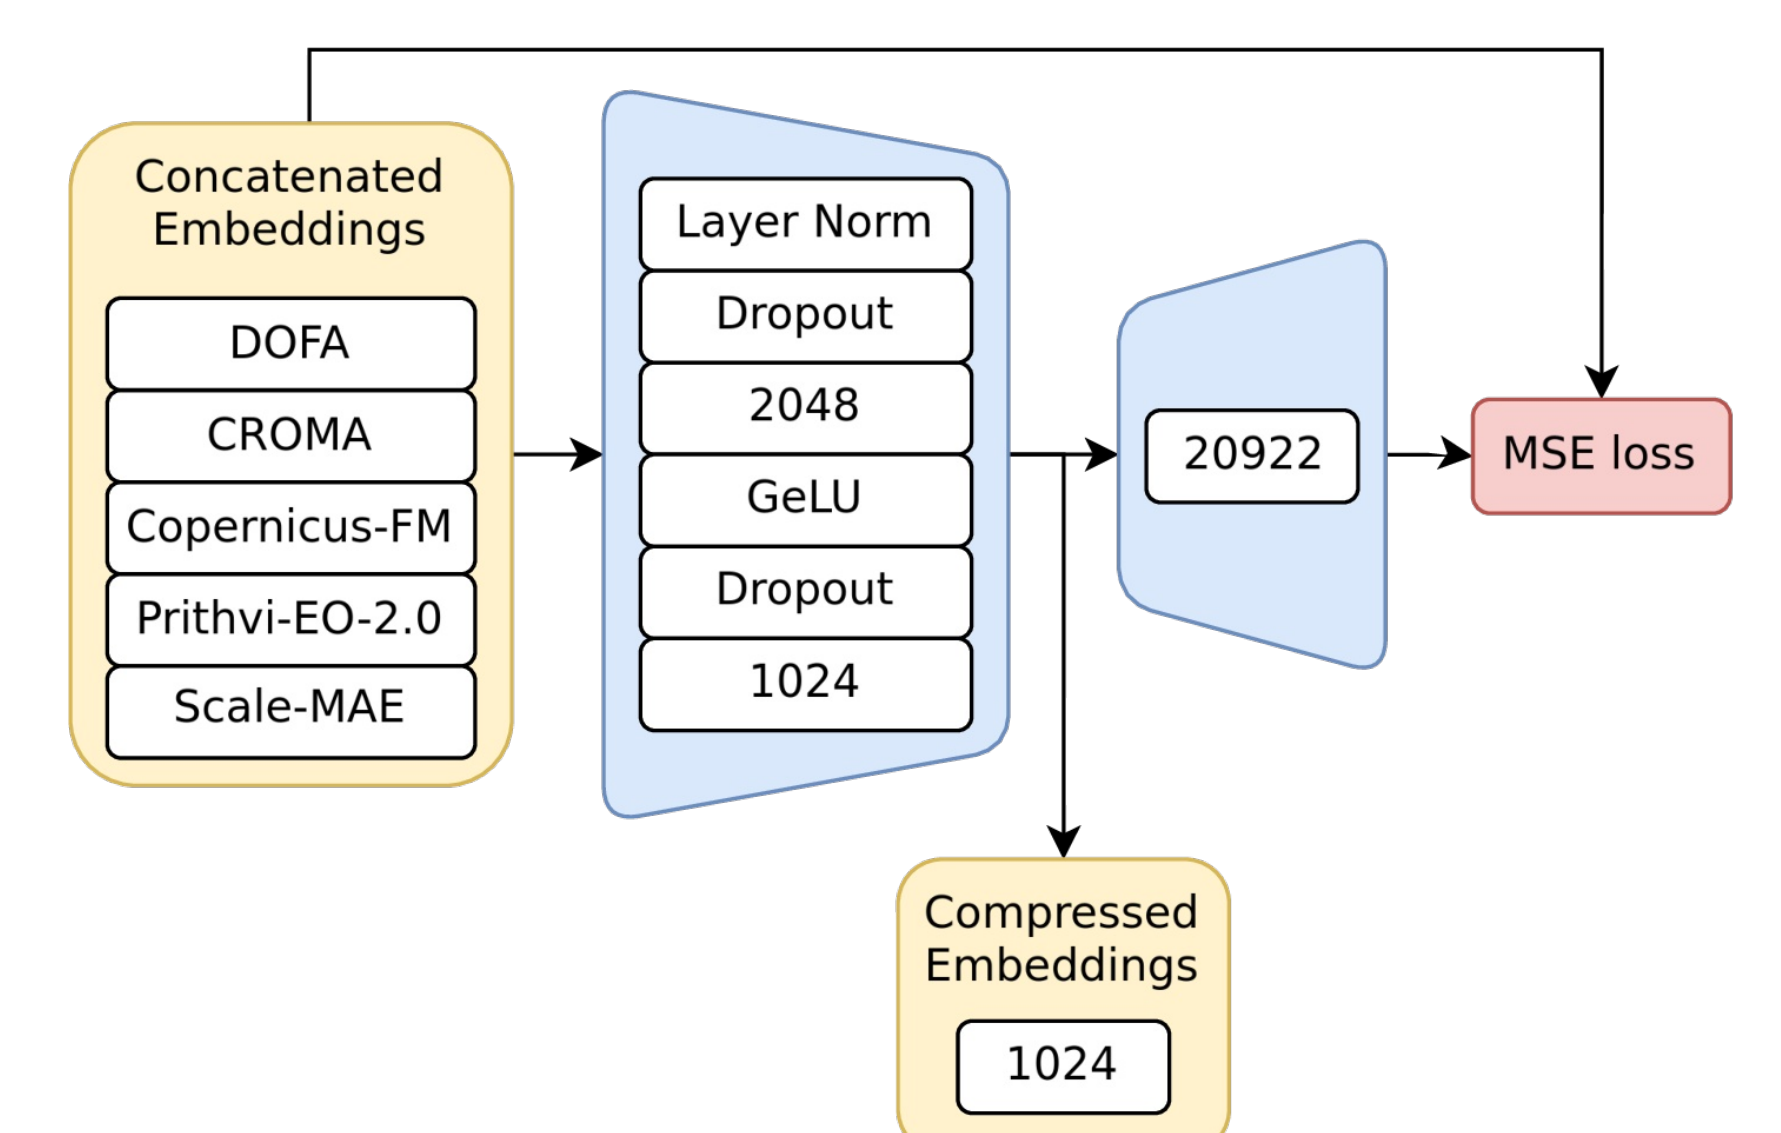 Concatenated
Embeddings
DOFA
CROMA
Copernicus-FM
Prithvi-EO-2.0
Scale-MAE
Layer Norm
Dropout
2048
GeLU
Dropout
1024
20922
MSE loss
Compressed
Embeddings
1024